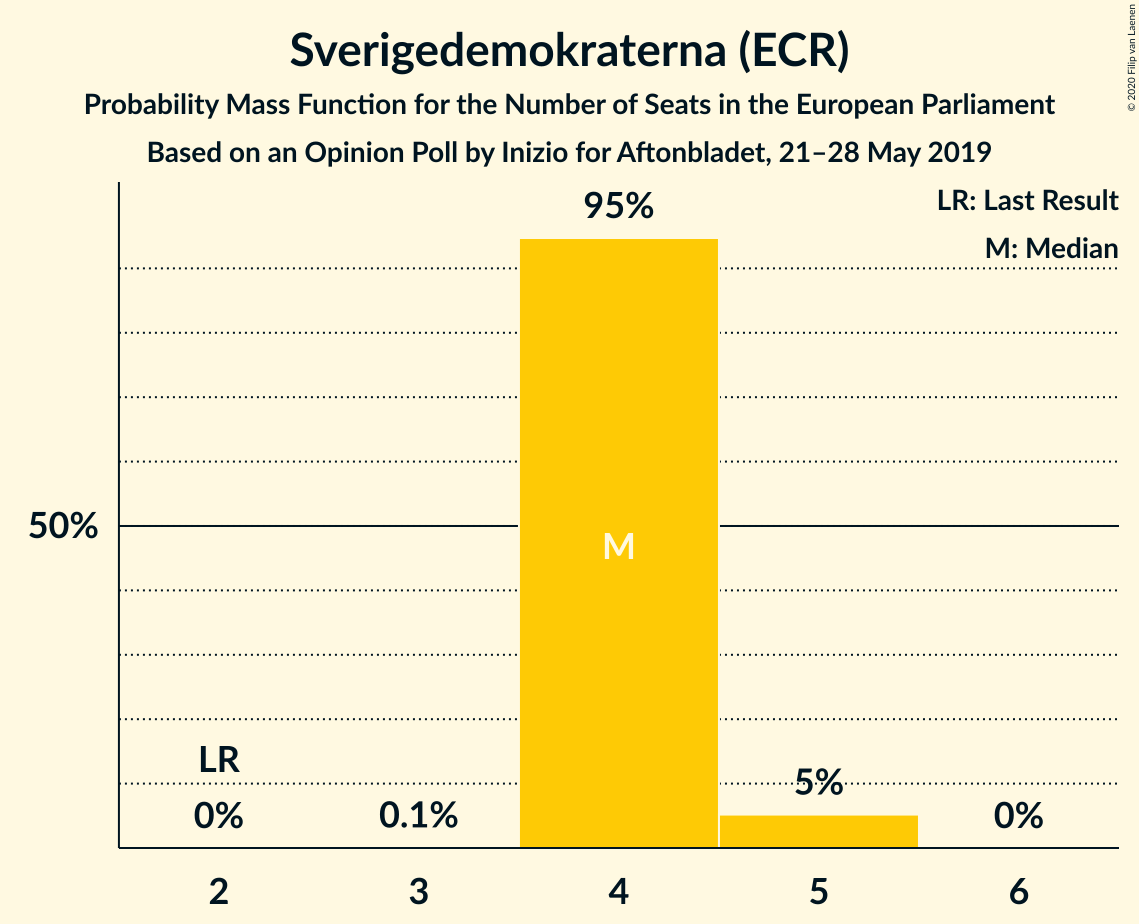 Sverigedemokraterna (ECR)
Probability Mass Function for the Number of Seats in the European Parliament
Based on an Opinion Poll by Inizio for Aftonbladet, 21–28 May 2019
© 2020 Filip van Laenen
LR: Last Result
M: Median
95%
50%
M
LR
0%
0.1%
5%
0%
2
3
4
5
6